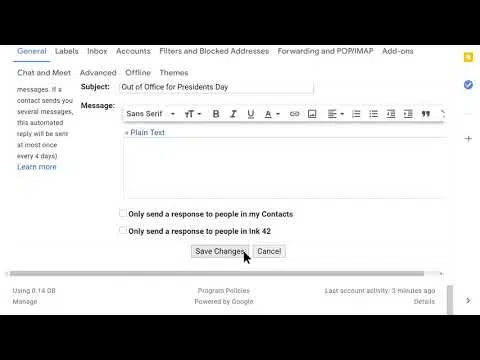 General Labels Inbox Accounts Filters and Blocked Addresses Forwarding and POP/IMAP Add-ons
Chat and Meet Advanced Offline Themes
messages. If a
contact sends you
several messages,
this automated
reply will be sent
at most once
every 4 days)
Learn more
Subject: Out of Office for Presidents Day
Message:
Sans Serif
« Plain Text
Only send a response to people in my Contacts
Only send a response to people in Ink 42
Save Changes Cancel
Using 0.14 GB
Manage
Program Policies
Powered by Google
Last account activity: 3 minutes ago
Details